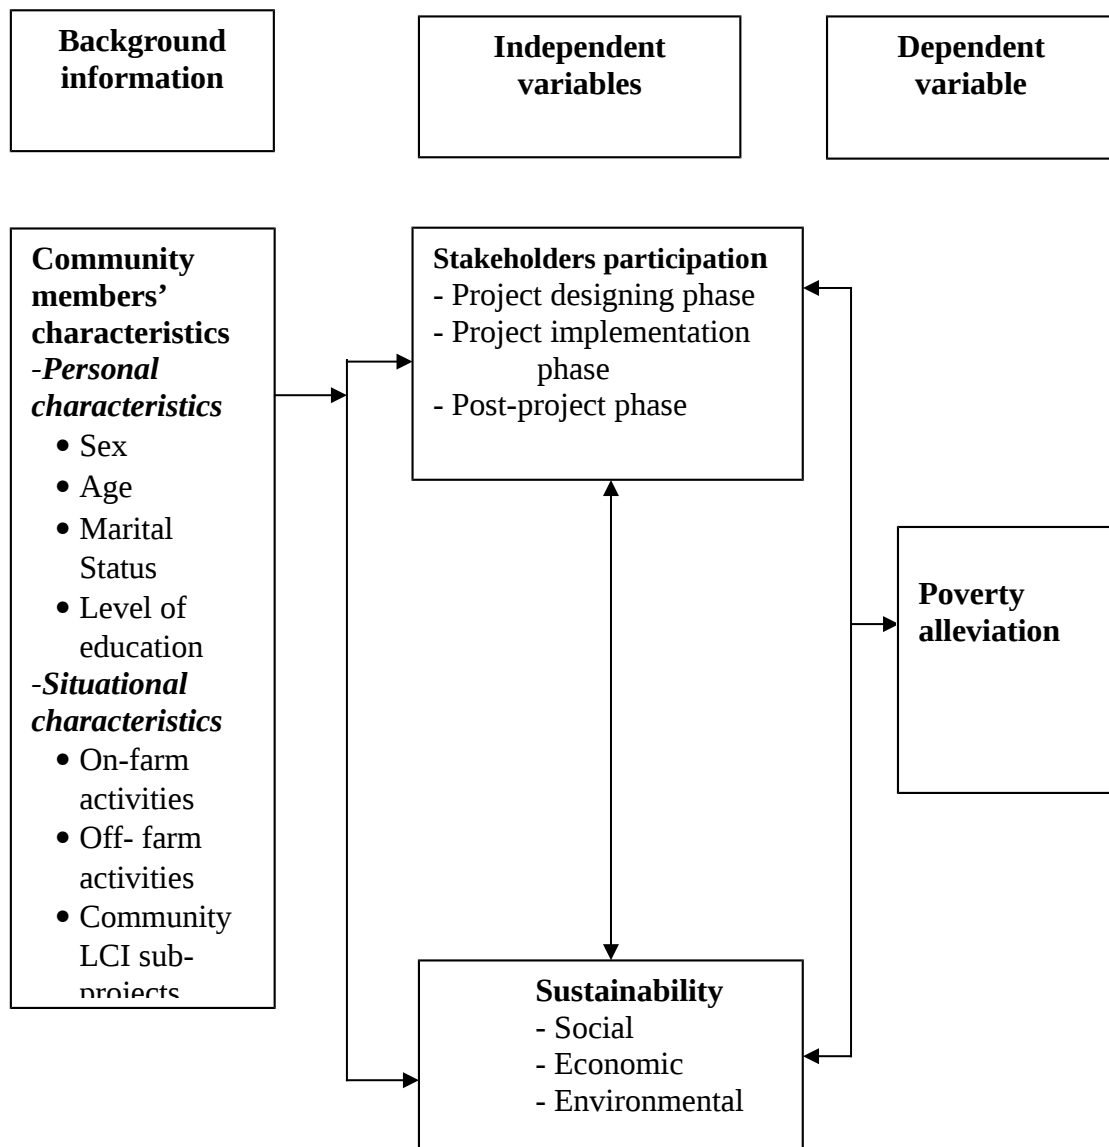 Background
information
Independent
variables
Dependent
variable
Community
members’
characteristics
-Personal
characteristics
• Sex
• Age
• Marital
Status
• Level of
education
-Situational
characteristics
• On-farm
activities
• Off- farm
activities
• Community
LCI sub-
projects
Stakeholders participation
- Project designing phase
- Project implementation
phase
- Post-project phase
Sustainability
- Social
- Economic
- Environmental
Poverty
alleviation